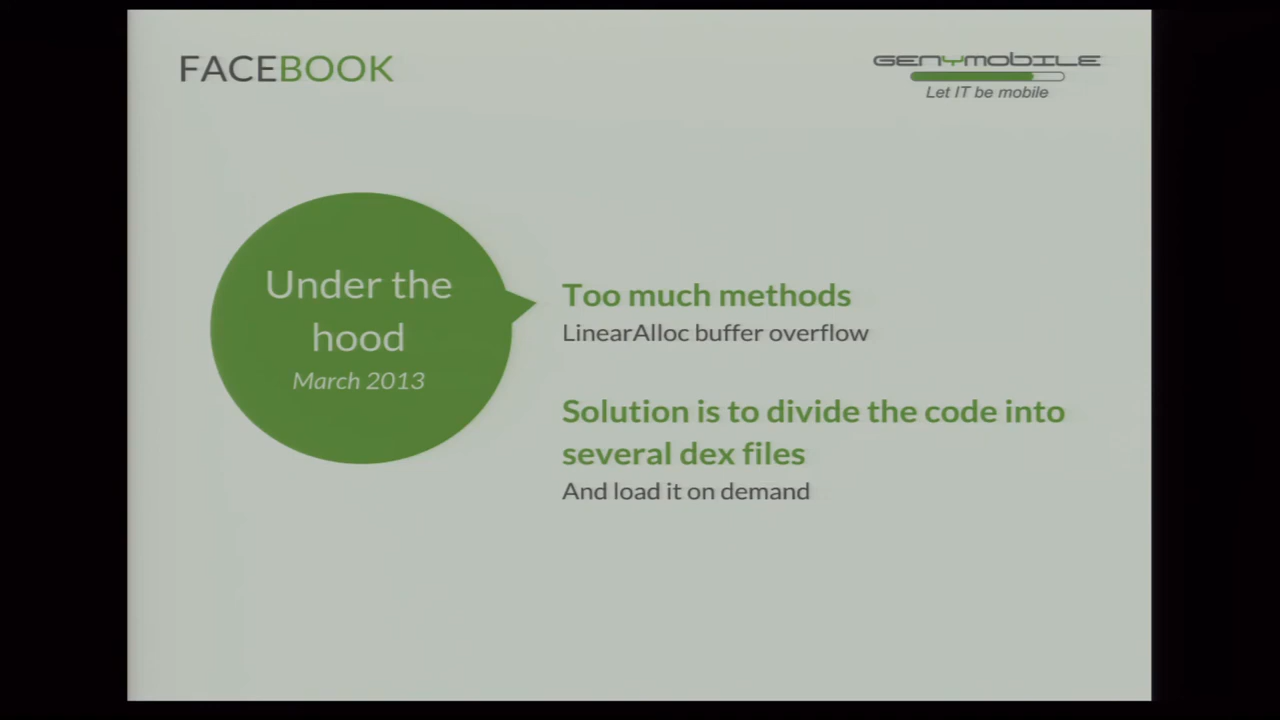 FACEBOOK
GENYMOBILE
Let IT be mobile
Under the
hood
March 2013
Too much methods
LinearAlloc buffer overflow
Solution is to divide the code into
several dex files
And load it on demand